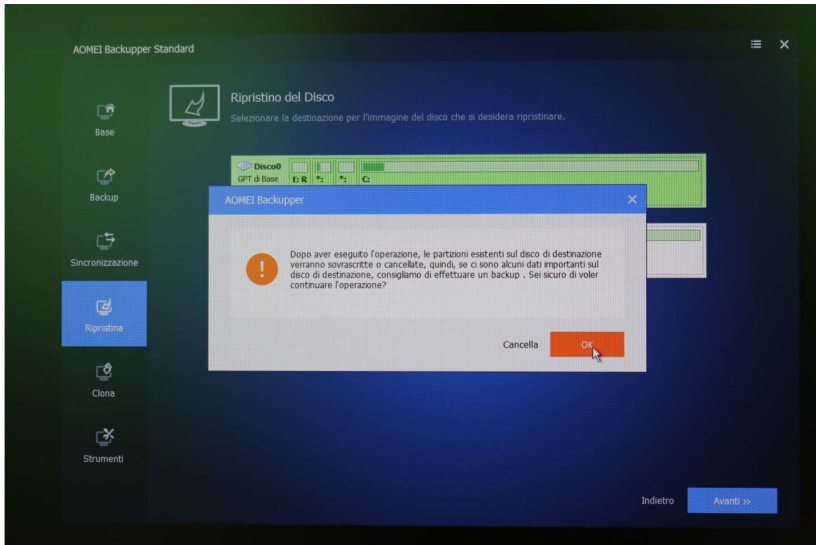 AOMEI Backupper Standard
Base
Backup
Sincronizzazione
Ripristina
Clona
Strumenti
Ripristino del Disco
Selezionare la destinazione per l'immagine del disco che si desidera ripristinare.
Disco0
GPT di Base
E: R
*:
*:
C:
AOMEI Backupper
Dopo aver eseguito l'operazione, le partizioni esistenti sul disco di destinazione
verranno sovrascritte o cancellate, quindi, se ci sono alcuni dati importanti sul
disco di destinazione, consigliamo di effettuare un backup . Sei sicuro di voler
continuare l'operazione?
Cancella
OK
Indietro
Avanti >>